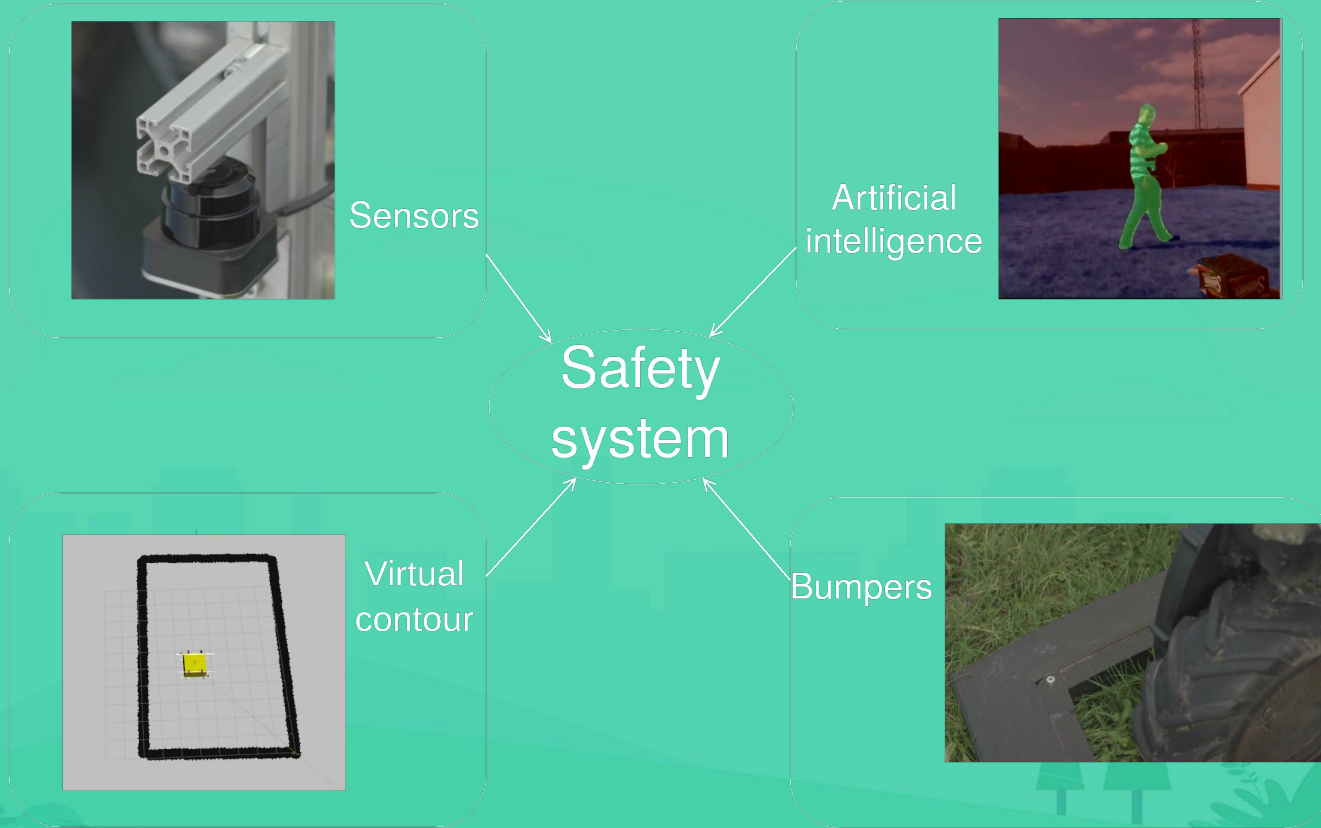 Sensors
Artificial
intelligence
Safety
system
Virtual
contour
Bumpers